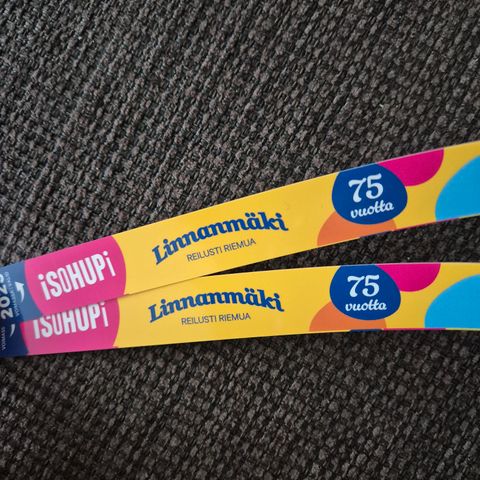 iSOHUPi
Linnanmäki
REILUSTI RIEMUA
75
vuotta
iSOHUPi
Linnanmäki
REILUSTI RIEMUA
75
vuotta